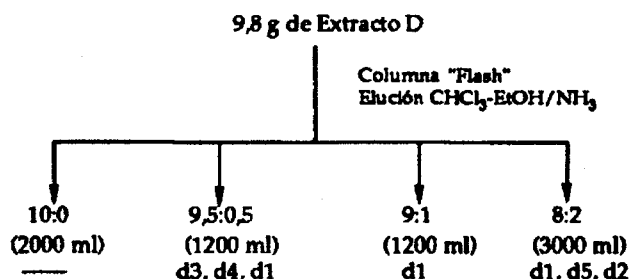 9,8 g de Extracto D
Columna "Flash"
Elución CHCl₃-EtOH/NH₃
10:0 9,5:0,5 9:1 8:2
(2000 ml) (1200 ml) (1200 ml) (3000 ml)
— d3, d4, d1 d1 d1, d5, d2